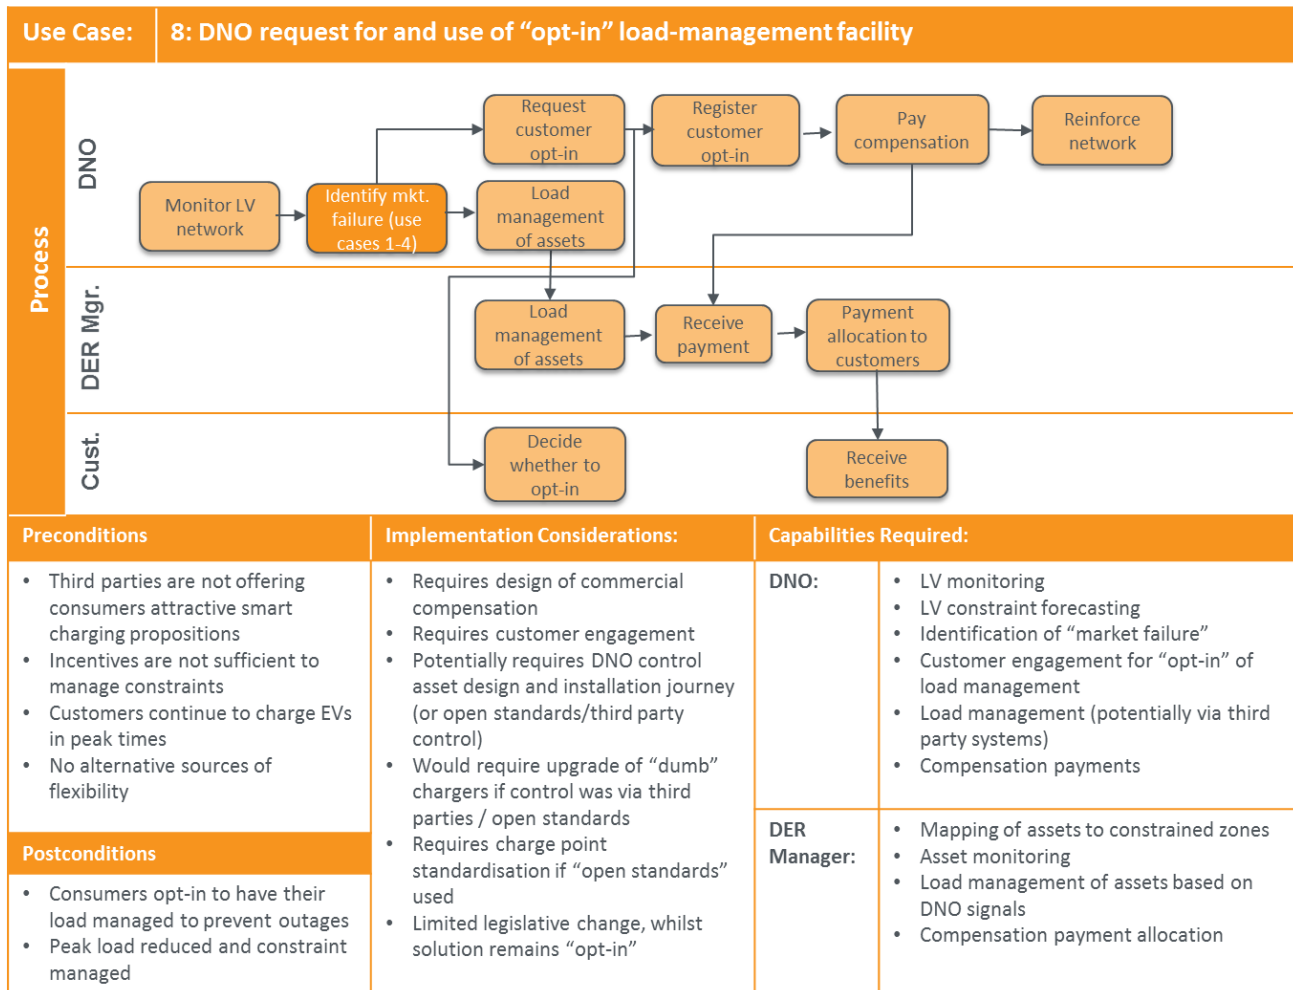 Use Case:
8: DNO request for and use of “opt-in” load-management facility
Process
DNO
Request
customer
opt-in
Register
customer
opt-in
Pay
compensation
Reinforce
network
Monitor LV
network
Identify mkt.
failure (use
cases 1-4)
Load
management
of assets
DER Mgr.
Load
management
of assets
Receive
payment
Payment
allocation to
customers
Cust.
Decide
whether to
opt-in
Receive
benefits
Preconditions
• Third parties are not offering
consumers attractive smart
charging propositions
• Incentives are not sufficient to
manage constraints
• Customers continue to charge EVs
in peak times
• No alternative sources of
flexibility
Postconditions
• Consumers opt-in to have their
load managed to prevent outages
• Peak load reduced and constraint
managed
Implementation Considerations:
• Requires design of commercial
compensation
• Requires customer engagement
• Potentially requires DNO control
asset design and installation journey
(or open standards/third party
control)
• Would require upgrade of “dumb”
chargers if control was via third
parties / open standards
• Requires charge point
standardisation if “open standards”
used
• Limited legislative change, whilst
solution remains “opt-in”
Capabilities Required:
DNO:
• LV monitoring
• LV constraint forecasting
• Identification of “market failure”
• Customer engagement for “opt-in” of
load management
• Load management (potentially via third
party systems)
• Compensation payments
DER
Manager:
• Mapping of assets to constrained zones
• Asset monitoring
• Load management of assets based on
DNO signals
• Compensation payment allocation